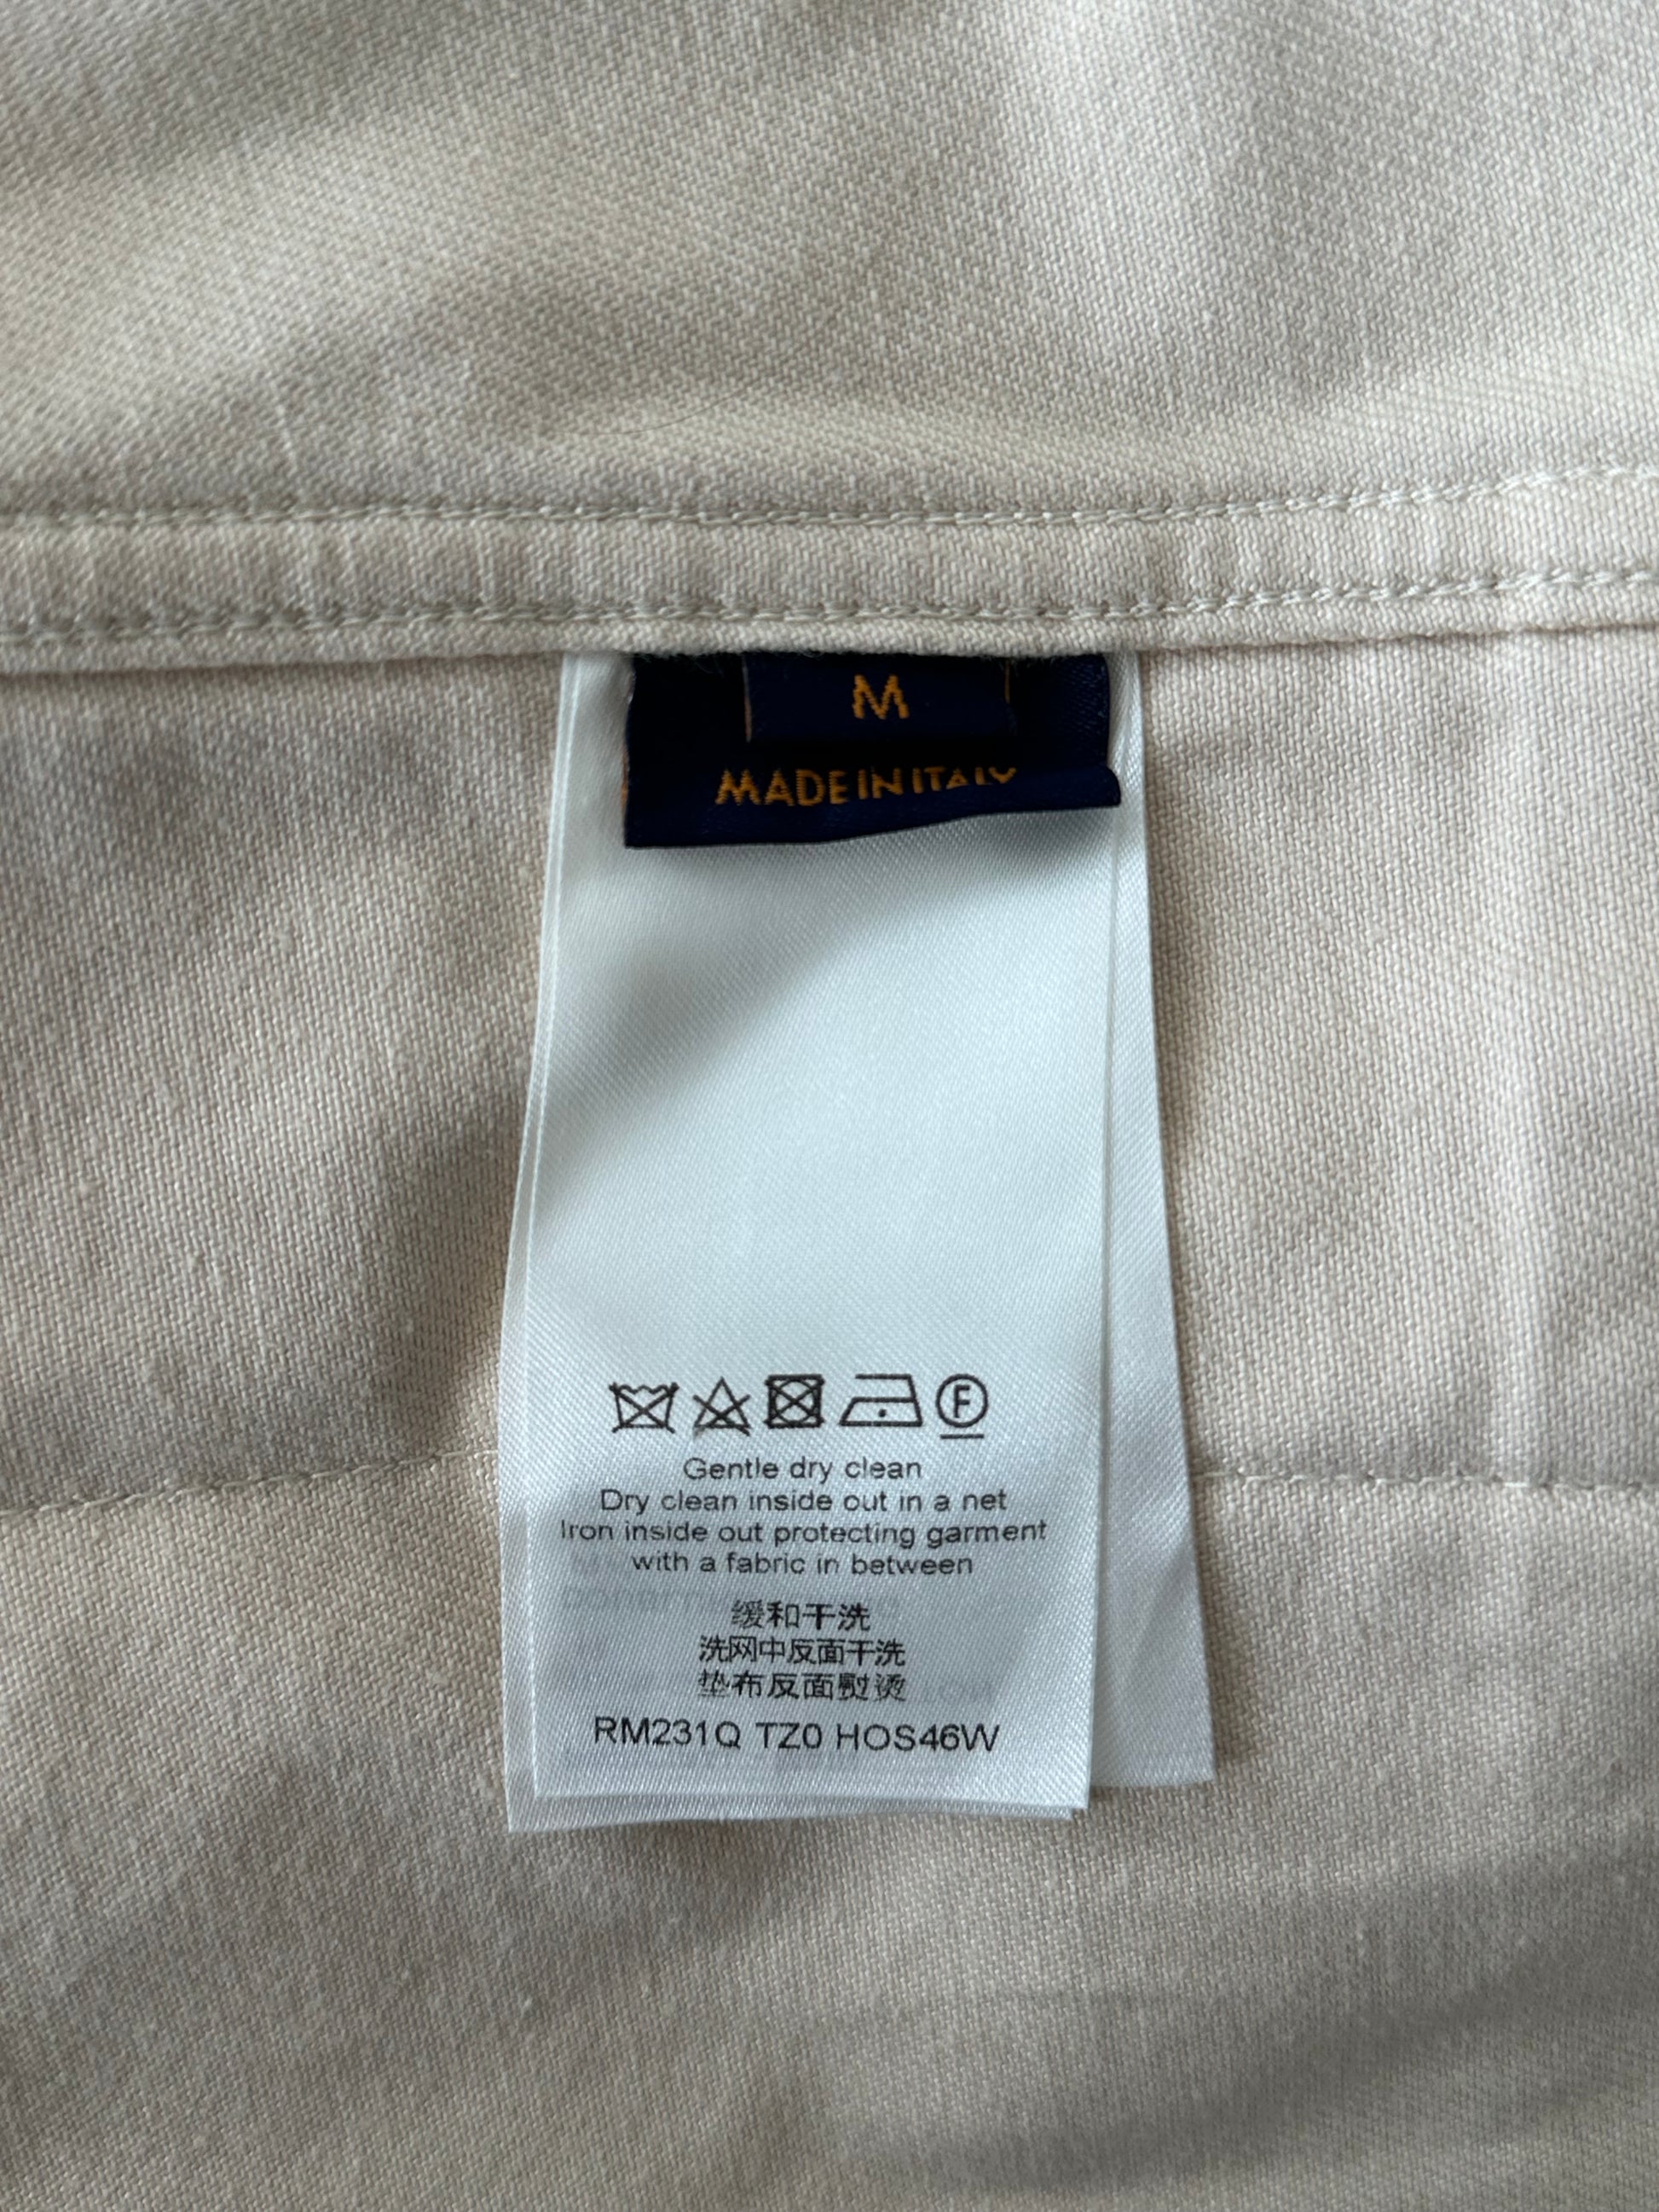 M
MADE IN ITALY
F
Gentle dry clean
Dry clean inside out in a net
Iron inside out protecting garment
with a fabric in between
缓和干洗
洗网中反面干洗
垫布反面熨烫
RM231Q TZ0 HOS46W